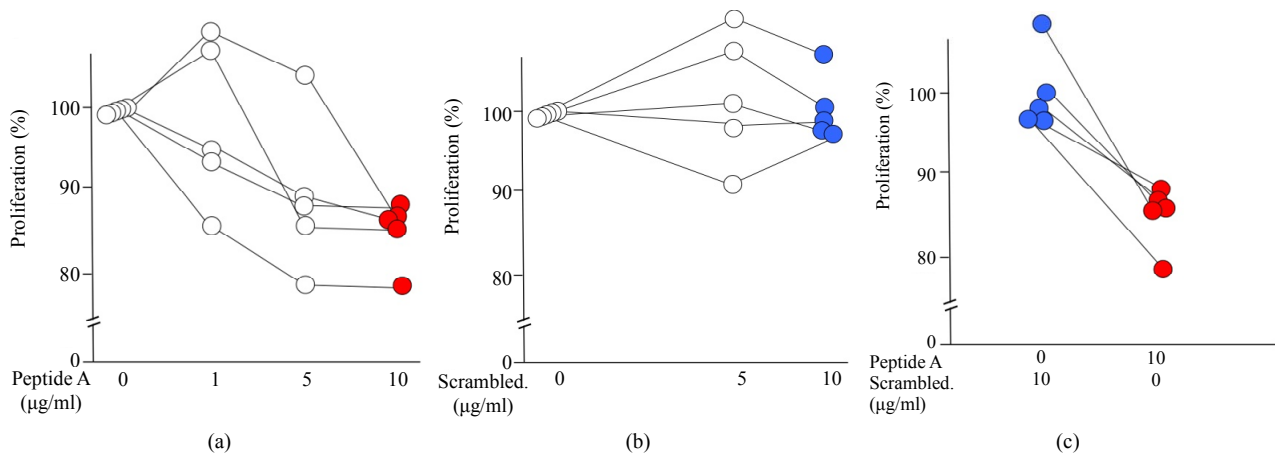 Proliferation (%)
100
90
80
0
Peptide A 0 1 5 10
(μg/ml)
(a)
Proliferation (%)
100
90
80
0
Scrambled. 0 5 10
(μg/ml)
(b)
Proliferation (%)
100
90
80
0
Peptide A 0 10
Scrambled. 10 0
(μg/ml)
(c)